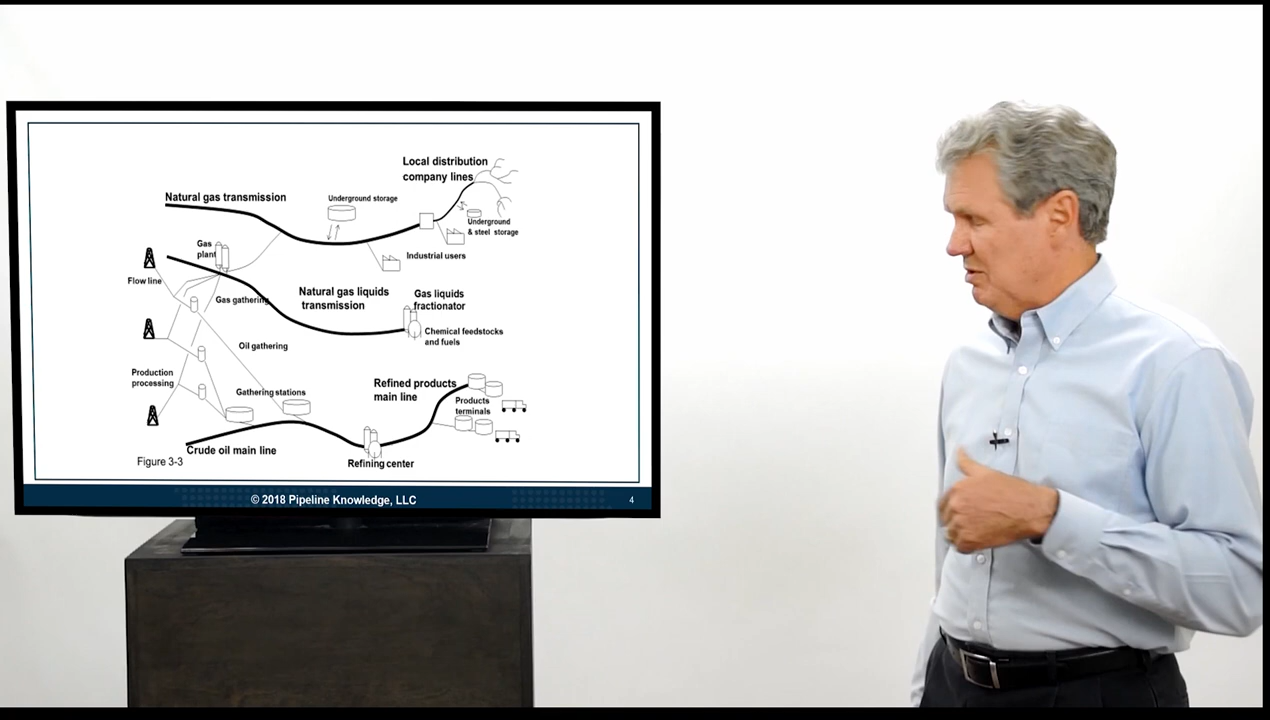 Local distribution
company lines
Natural gas transmission
Underground storage
Underground
& steel storage
Gas
plant
Industrial users
Flow line
Natural gas liquids
transmission
Gas liquids
fractionator
Gas gathering
Chemical feedstocks
and fuels
Oil gathering
Production
processing
Refined products
main line
Gathering stations
Products
terminals
Crude oil main line
Figure 3-3
Refining center
© 2018 Pipeline Knowledge, LLC
4